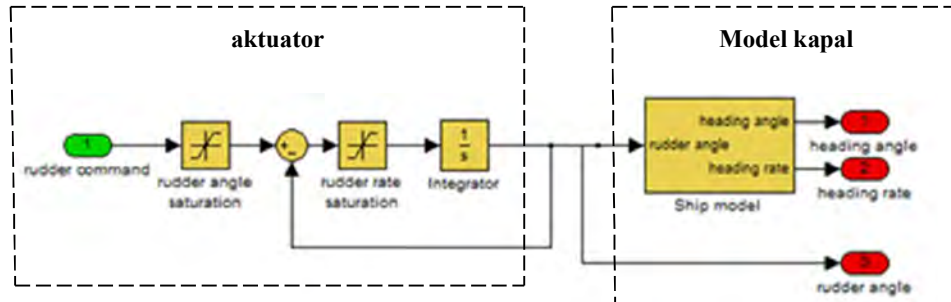 aktuator
Model kapal
1
rudder command
rudder angle
saturation
+
-
rudder rate
saturation
1
s
Integrator
rudder angle
heading angle
heading rate
Ship model
1
heading angle
2
heading rate
3
rudder angle